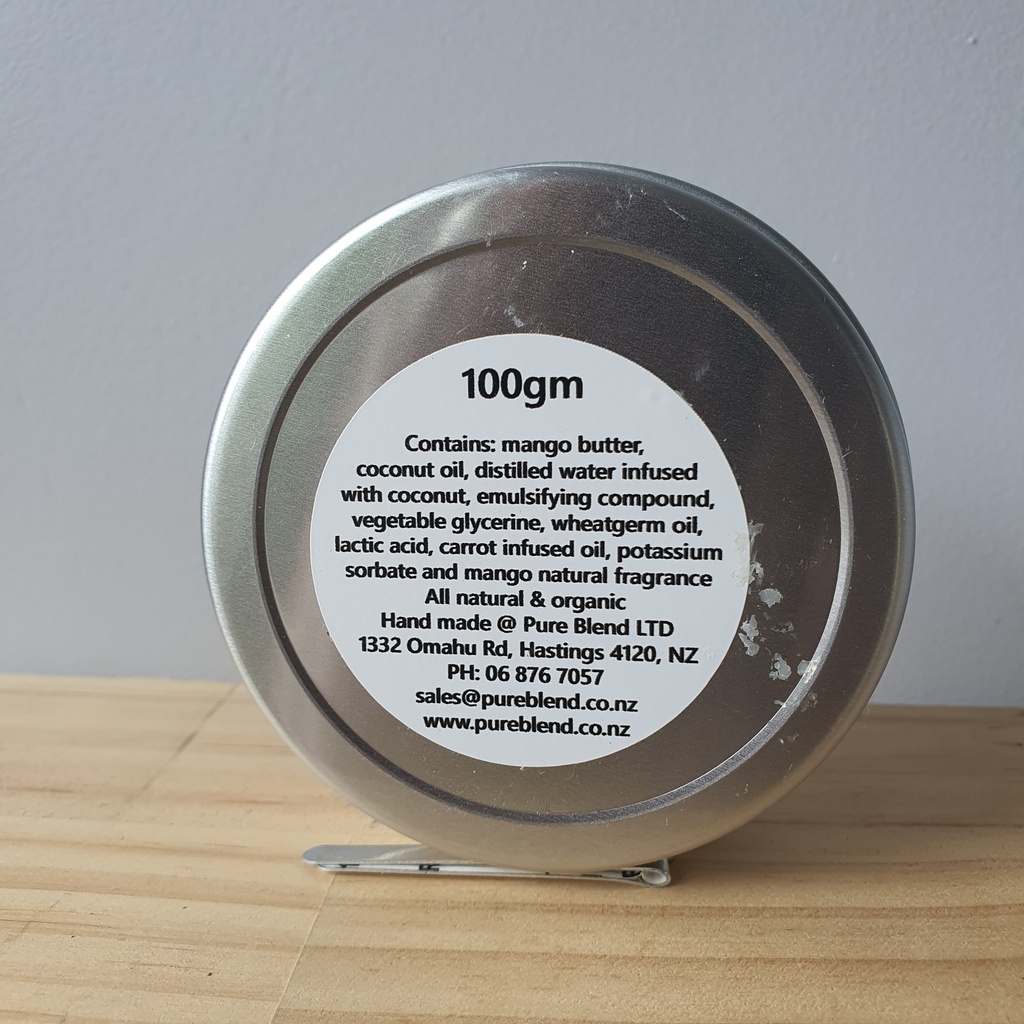 100gm
Contains: mango butter,
coconut oil, distilled water infused
with coconut, emulsifying compound,
vegetable glycerine, wheatgerm oil,
lactic acid, carrot infused oil, potassium
sorbate and mango natural fragrance
All natural & organic
Hand made @ Pure Blend LTD
1332 Omahu Rd, Hastings 4120, NZ
PH: 06 876 7057
sales@pureblend.co.nz
www.pureblend.co.nz